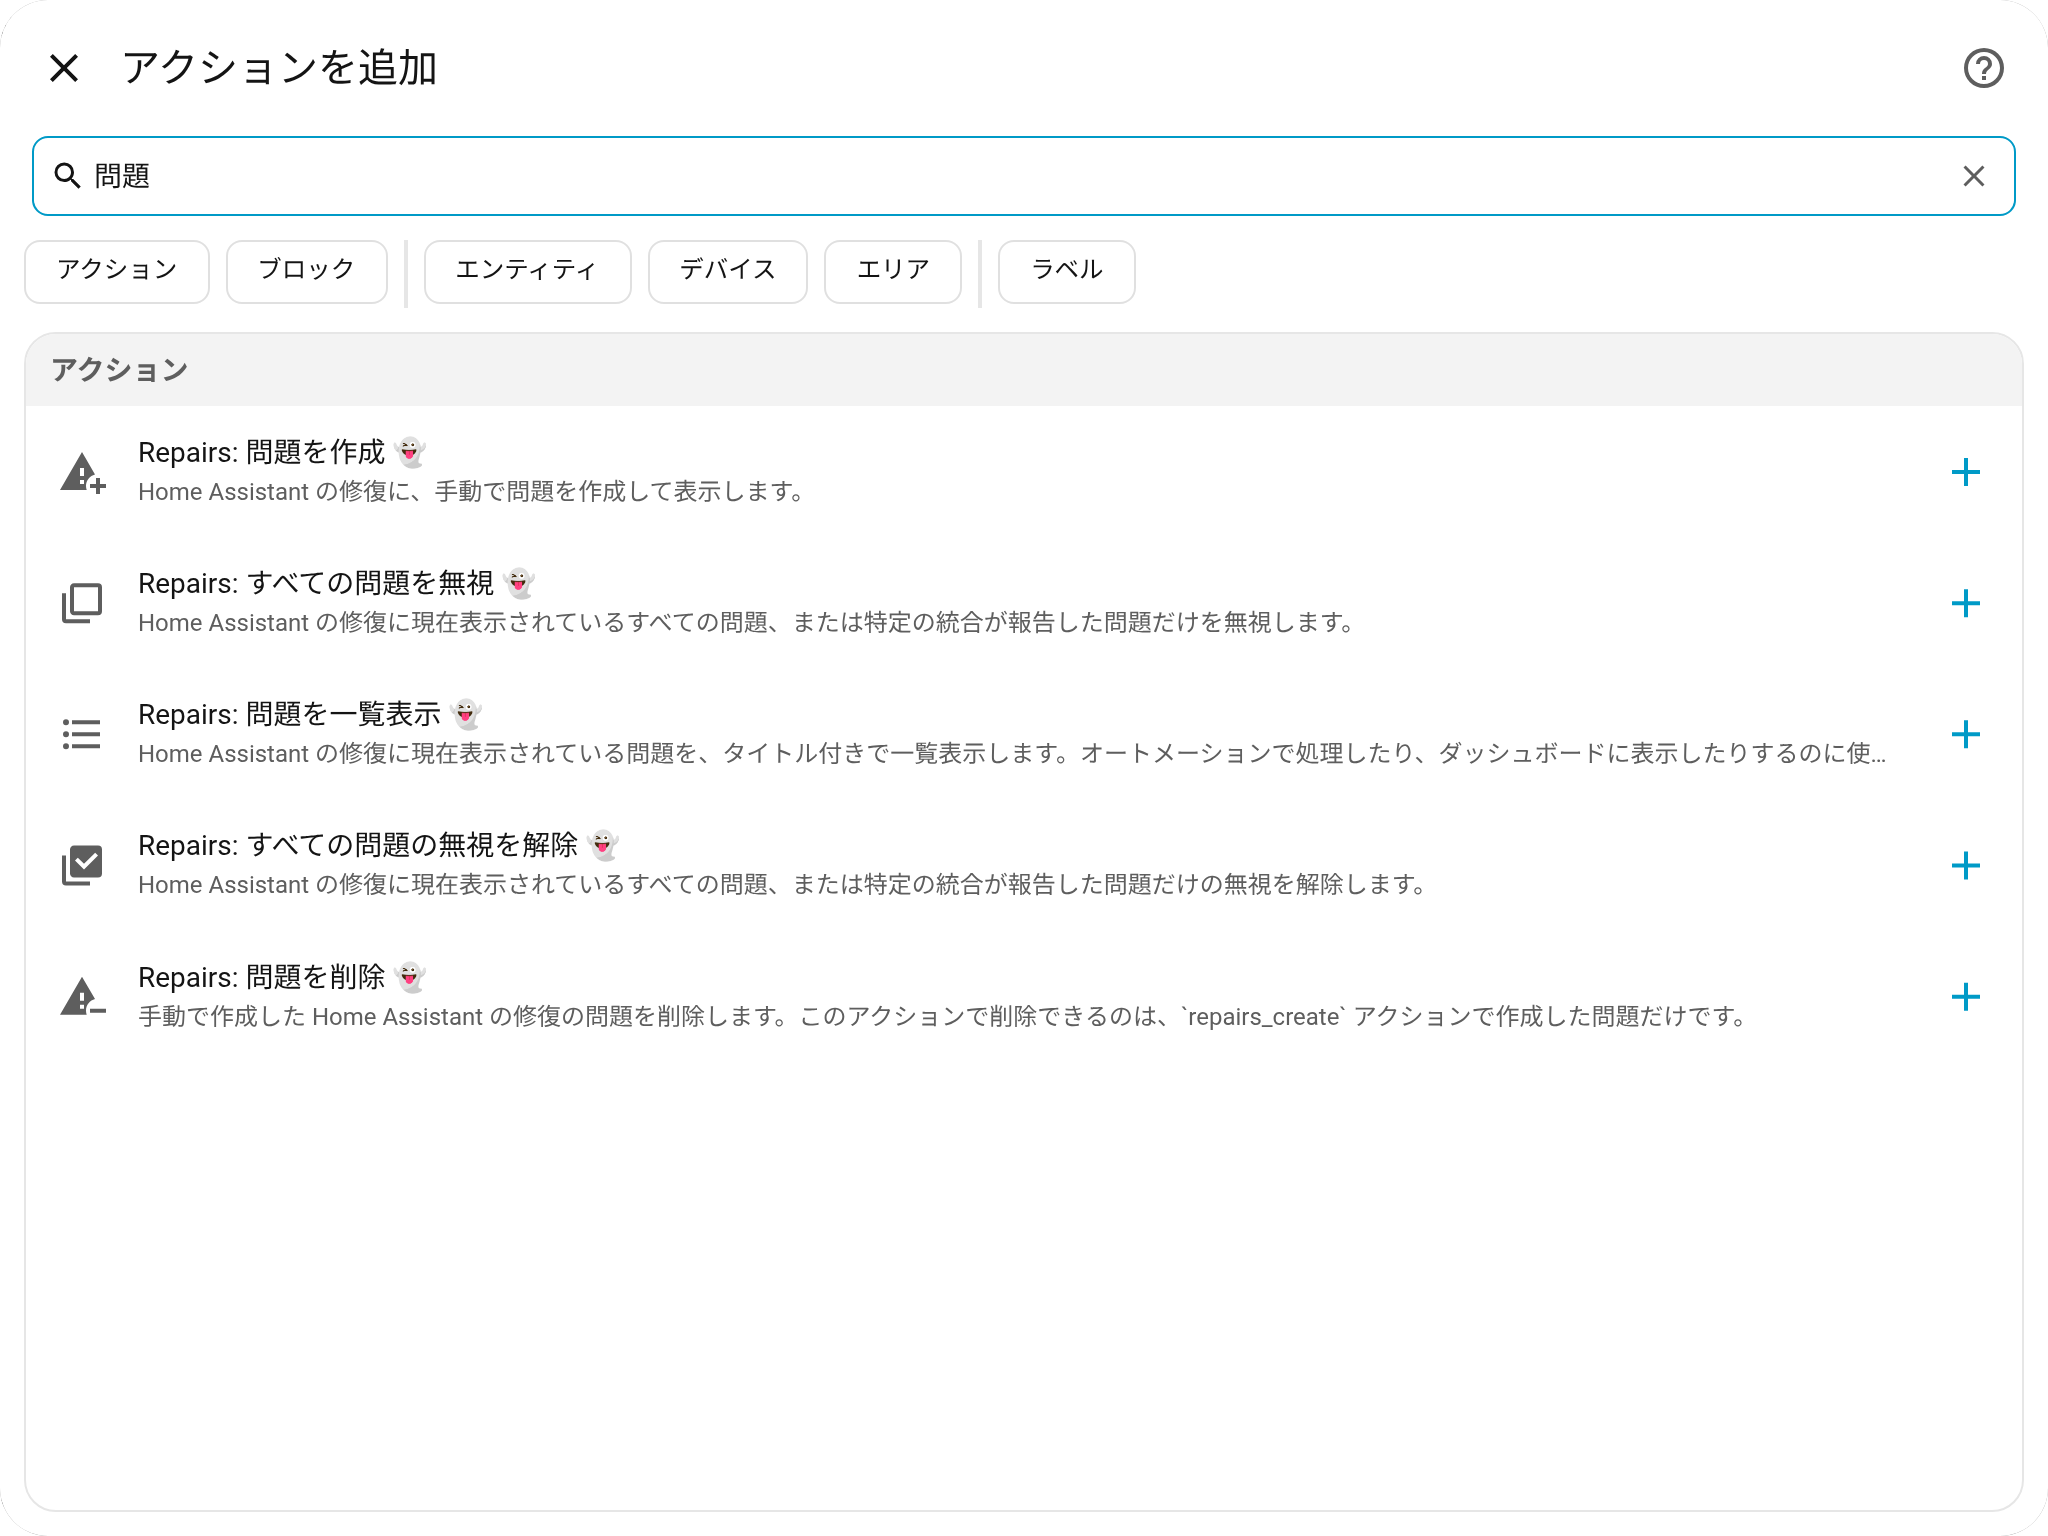 アクションを追加
問題
アクション ブロック エンティティ デバイス エリア ラベル
アクション
Repairs: 問題を作成 👻
Home Assistant の修復に、手動で問題を作成して表示します。
Repairs: すべての問題を無視 👻
Home Assistant の修復に現在表示されているすべての問題、または特定の統合が報告した問題だけを無視します。
Repairs: 問題を一覧表示 👻
Home Assistant の修復に現在表示されている問題を、タイトル付きで一覧表示します。オートメーションで処理したり、ダッシュボードに表示したりするのに使...
Repairs: すべての問題の無視を解除 👻
Home Assistant の修復に現在表示されているすべての問題、または特定の統合が報告した問題だけの無視を解除します。
Repairs: 問題を削除 👻
手動で作成した Home Assistant の修復の問題を削除します。このアクションで削除できるのは、`repairs_create` アクションで作成した問題だけです。